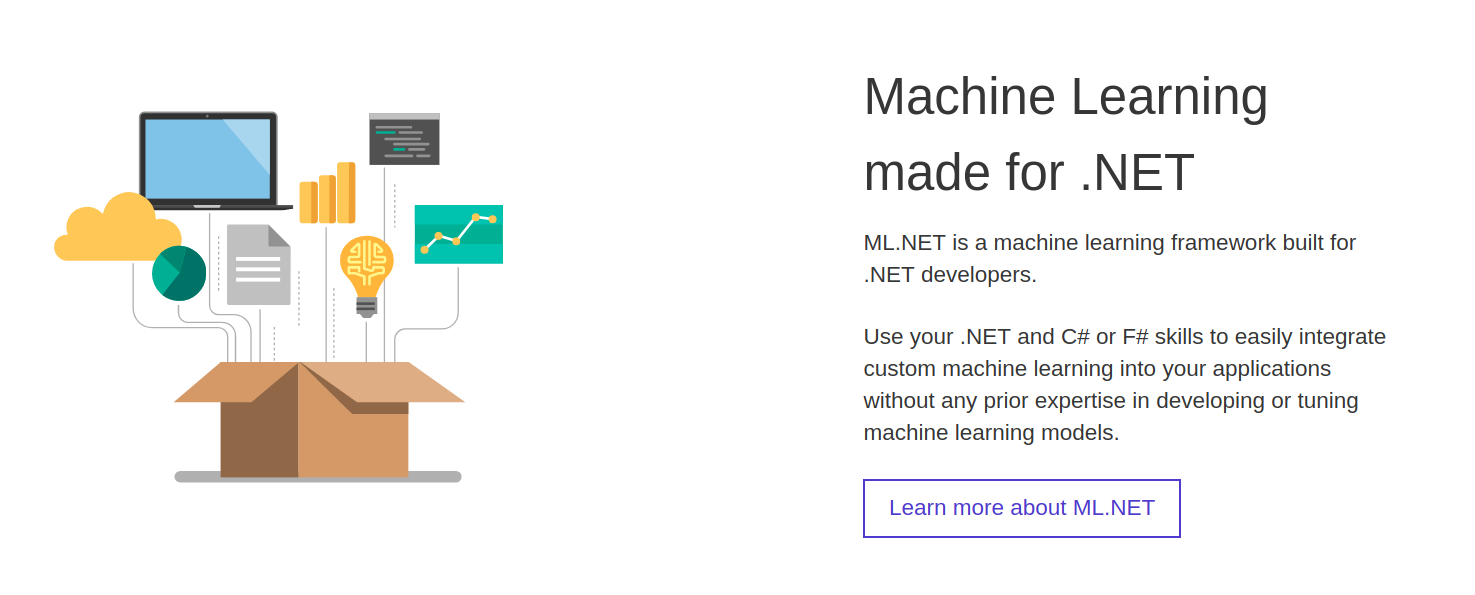 Machine Learning
made for .NET
ML.NET is a machine learning framework built for
.NET developers.
Use your .NET and C# or F# skills to easily integrate
custom machine learning into your applications
without any prior expertise in developing or tuning
machine learning models.
Learn more about ML.NET